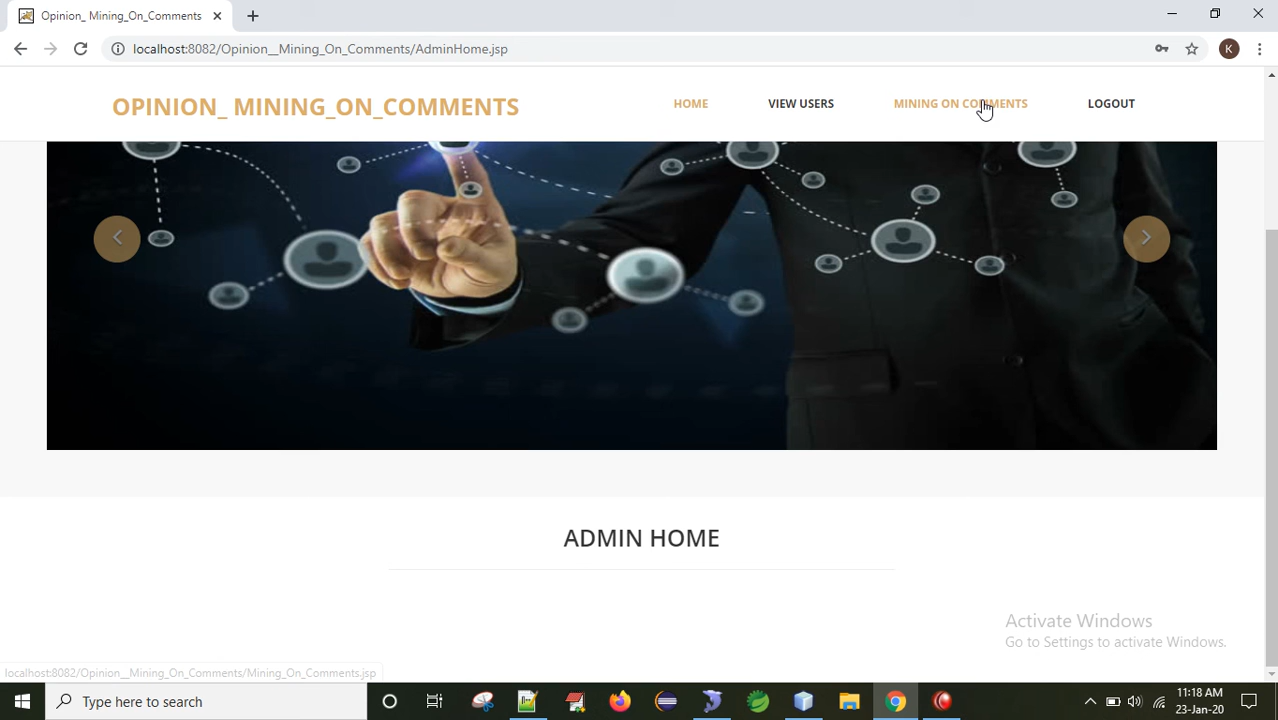 Opinion_ Mining_On_Comments
localhost:8082/Opinion__Mining_On_Comments/AdminHome.jsp
K
OPINION_ MINING_ON_COMMENTS
HOME
VIEW USERS
MINING ON COMMENTS
LOGOUT
ADMIN HOME
Activate Windows
Go to Settings to activate Windows.
localhost:8082/Opinion__Mining_On_Comments/Mining_On_Comments.jsp
Type here to search
11:18 AM
23-Jan-20